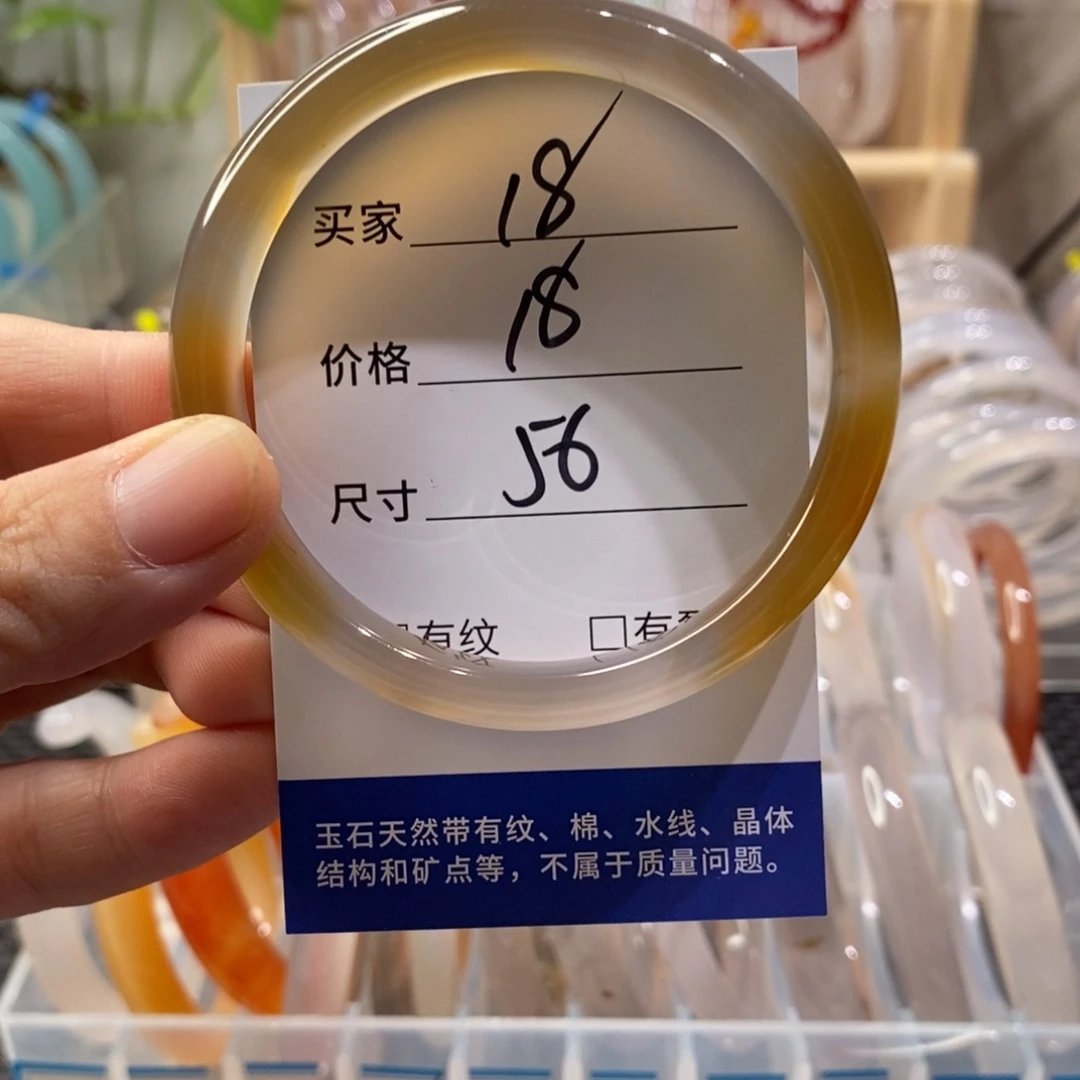 买家 18
价格 18
尺寸 56
有纹 □有
玉石天然带有纹、棉、水线、晶体
结构和矿点等，不属于质量问题。